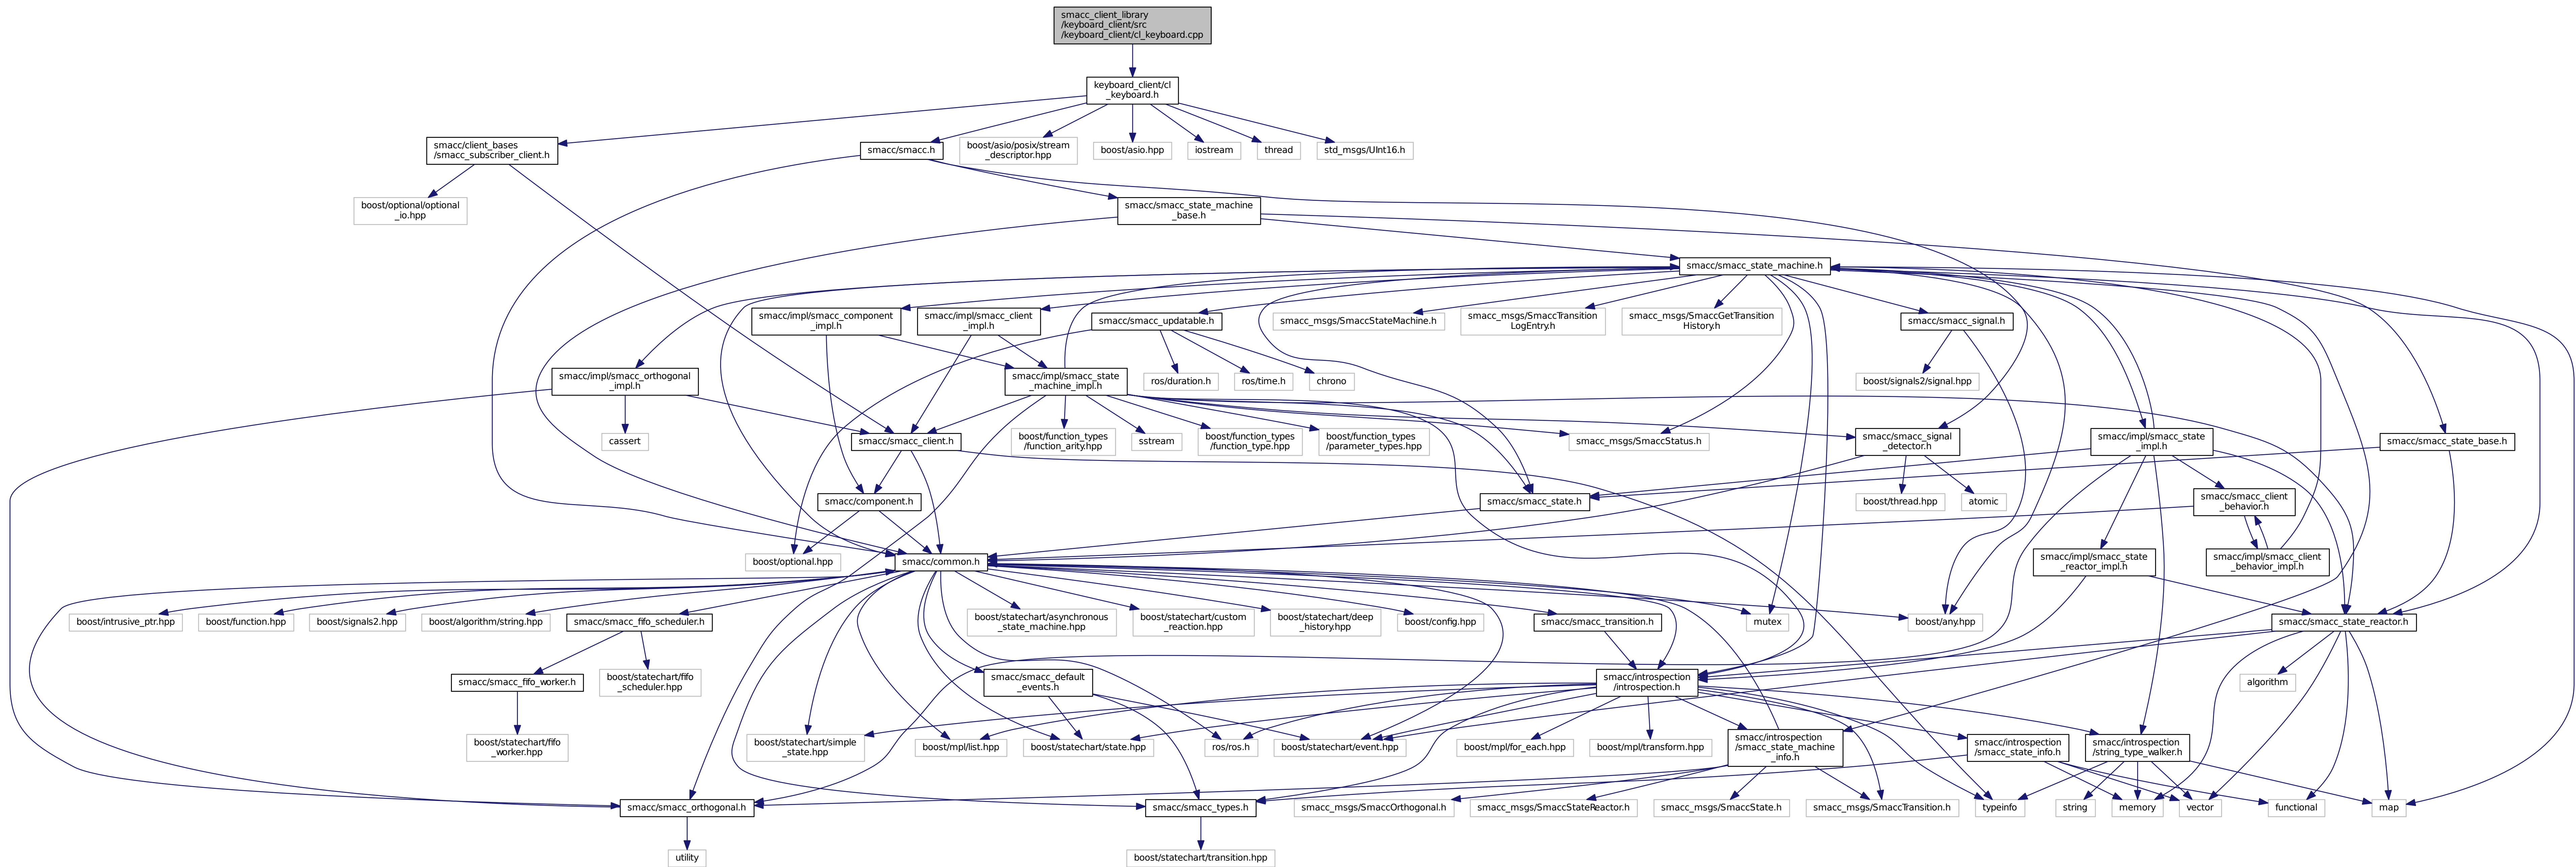 smacc_client_library
/keyboard_client/src
/keyboard_client/cl_keyboard.cpp
keyboard_client/cl
_keyboard.h
smacc/client_bases
/smacc_subscriber_client.h
smacc/smacc.h
boost/asio/posix/stream
_descriptor.hpp
boost/asio.hpp
iostream
thread
std_msgs/UInt16.h
boost/optional/optional
_io.hpp
smacc/smacc_state_machine
_base.h
smacc/smacc_state_machine.h
smacc/impl/smacc_component
_impl.h
smacc/impl/smacc_client
_impl.h
smacc/smacc_updatable.h
smacc_msgs/SmaccStateMachine.h
smacc_msgs/SmaccTransition
LogEntry.h
smacc_msgs/SmaccGetTransition
History.h
smacc/smacc_signal.h
smacc/impl/smacc_orthogonal
_impl.h
smacc/impl/smacc_state
_machine_impl.h
ros/duration.h
ros/time.h
chrono
boost/signals2/signal.hpp
cassert
smacc/smacc_client.h
boost/function_types
/function_arity.hpp
sstream
boost/function_types
/function_type.hpp
boost/function_types
/parameter_types.hpp
smacc_msgs/SmaccStatus.h
smacc/smacc_signal
_detector.h
smacc/impl/smacc_state
_impl.h
smacc/smacc_state_base.h
smacc/component.h
smacc/smacc_state.h
boost/thread.hpp
atomic
smacc/smacc_client
_behavior.h
boost/optional.hpp
smacc/common.h
smacc/impl/smacc_state
_reactor_impl.h
smacc/impl/smacc_client
_behavior_impl.h
boost/intrusive_ptr.hpp
boost/function.hpp
boost/signals2.hpp
boost/algorithm/string.hpp
smacc/smacc_fifo_scheduler.h
boost/statechart/asynchronous
_state_machine.hpp
boost/statechart/custom
_reaction.hpp
boost/statechart/deep
_history.hpp
boost/config.hpp
smacc/smacc_transition.h
mutex
boost/any.hpp
smacc/smacc_state_reactor.h
smacc/smacc_fifo_worker.h
boost/statechart/fifo
_scheduler.hpp
smacc/smacc_default
_events.h
smacc/introspection
/introspection.h
algorithm
boost/statechart/fifo
_worker.hpp
boost/statechart/simple
_state.hpp
boost/mpl/list.hpp
boost/statechart/state.hpp
ros/ros.h
boost/statechart/event.hpp
boost/mpl/for_each.hpp
boost/mpl/transform.hpp
smacc/introspection
/smacc_state_machine
_info.h
smacc/introspection
/smacc_state_info.h
smacc/introspection
/string_type_walker.h
smacc/smacc_orthogonal.h
smacc/smacc_types.h
smacc_msgs/SmaccOrthogonal.h
smacc_msgs/SmaccStateReactor.h
smacc_msgs/SmaccState.h
smacc_msgs/SmaccTransition.h
typeinfo
string
memory
vector
functional
map
utility
boost/statechart/transition.hpp